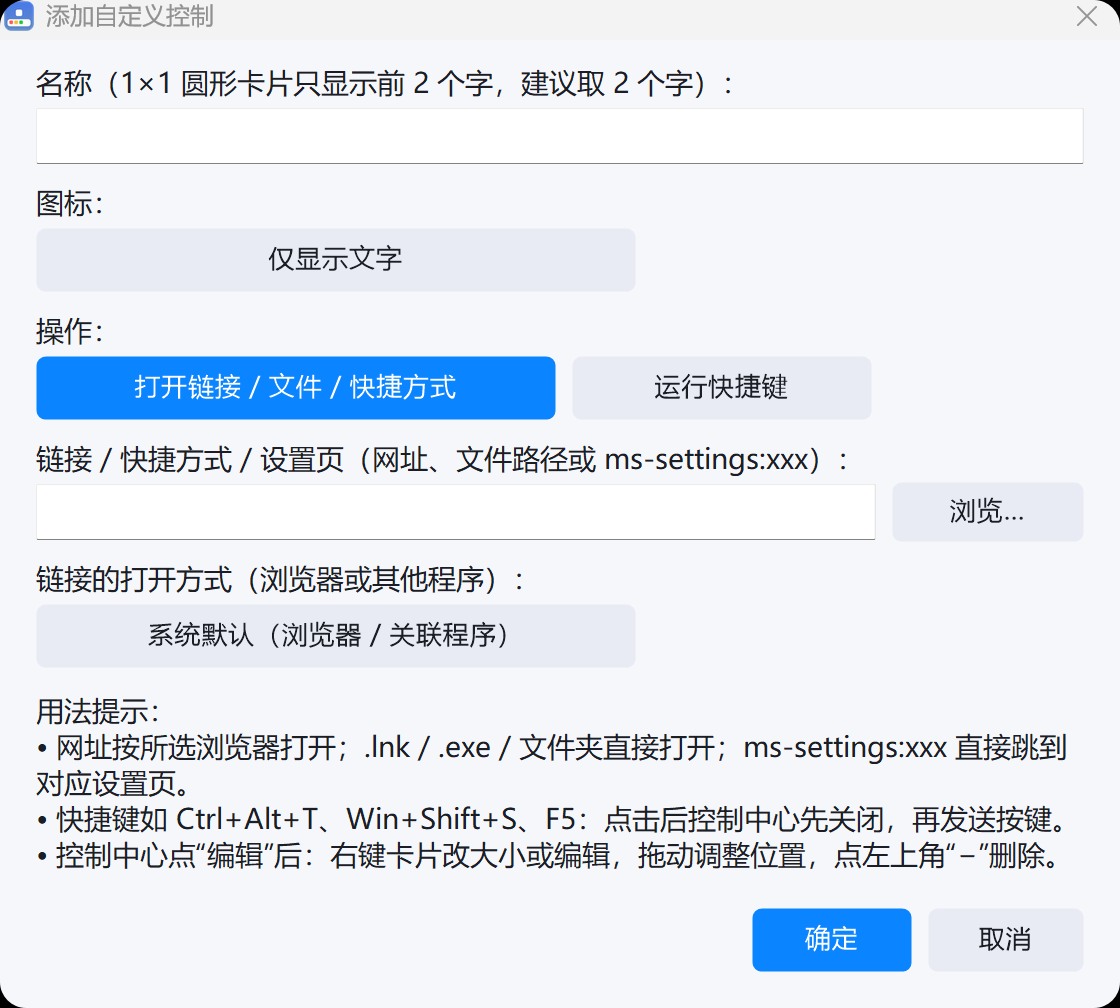 添加自定义控制
名称（1×1 圆形卡片只显示前 2 个字，建议取 2 个字）：
图标：
仅显示文字
操作：
打开链接 / 文件 / 快捷方式
运行快捷键
链接 / 快捷方式 / 设置页（网址、文件路径或 ms-settings:xxx）：
浏览...
链接的打开方式（浏览器或其他程序）：
系统默认（浏览器 / 关联程序）
用法提示：
• 网址按所选浏览器打开；.lnk / .exe / 文件夹直接打开；ms-settings:xxx 直接跳到
对应设置页。
• 快捷键如 Ctrl+Alt+T、Win+Shift+S、F5：点击后控制中心先关闭，再发送按键。
• 控制中心点“编辑”后：右键卡片改大小或编辑，拖动调整位置，点左上角“−”删除。
确定
取消